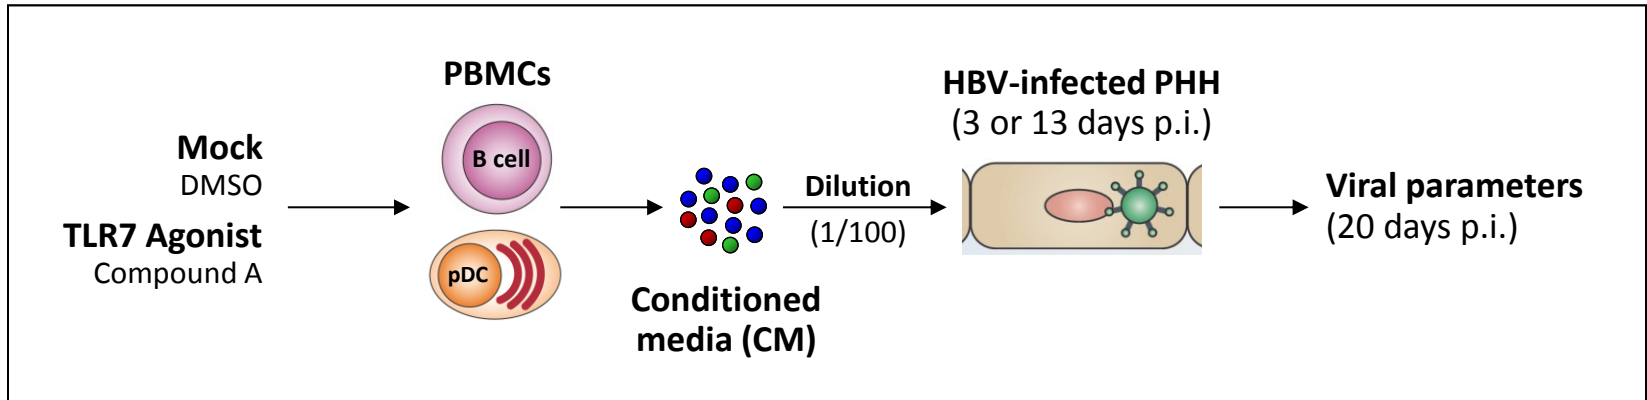 Mock
DMSO
TLR7 Agonist
Compound A
PBMCs
B cell
pDC
Conditioned
media (CM)
Dilution
(1/100)
HBV-infected PHH
(3 or 13 days p.i.)
Viral parameters
(20 days p.i.)